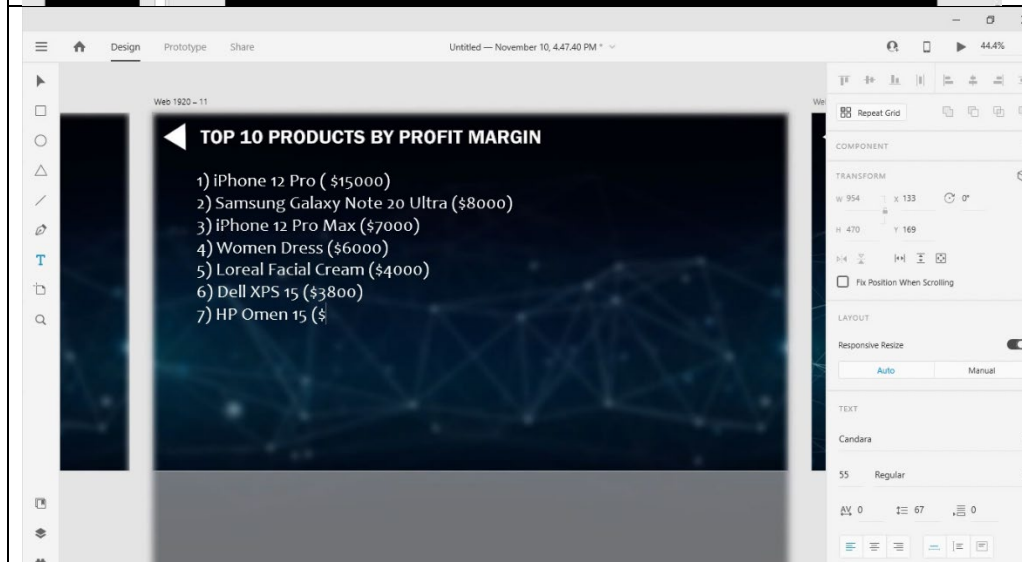 Design Prototype Share Untitled — November 10, 4.47.40 PM * 44.4%
Web 1920 – 11
We
Repeat Grid
TOP 10 PRODUCTS BY PROFIT MARGIN
COMPONENT
TRANSFORM
1) iPhone 12 Pro ( $15000)
W 954 X 133 0°
2) Samsung Galaxy Note 20 Ultra ($8000)
3) iPhone 12 Pro Max ($7000)
H 470 Y 169
4) Women Dress ($6000)
5) Loreal Facial Cream ($4000)
6) Dell XPS 15 ($3800)
Fix Position When Scrolling
7) HP Omen 15 ($
LAYOUT
Responsive Resize
Auto Manual
TEXT
Candara
55 Regular
AV 0 67 0